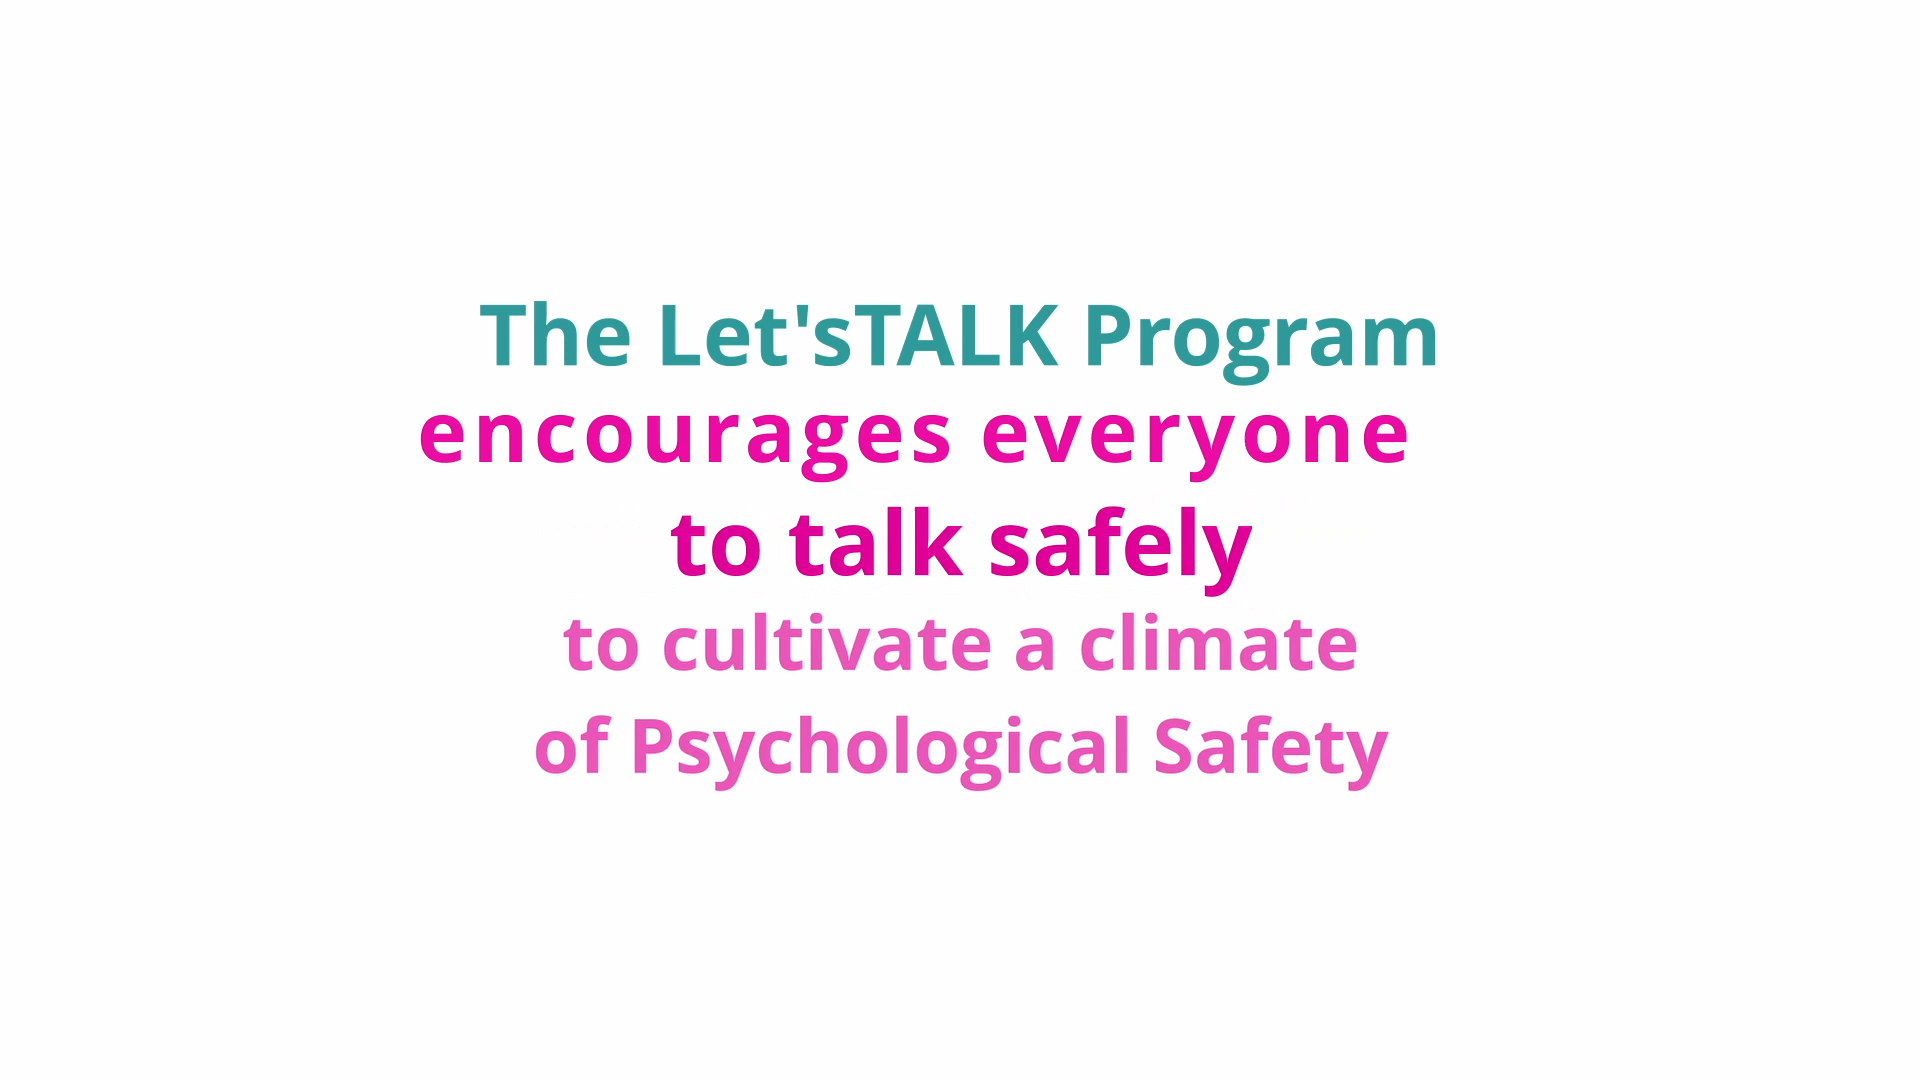 The Let'sTALK Program
encourages everyone
to talk safely
to cultivate a climate
of Psychological Safety